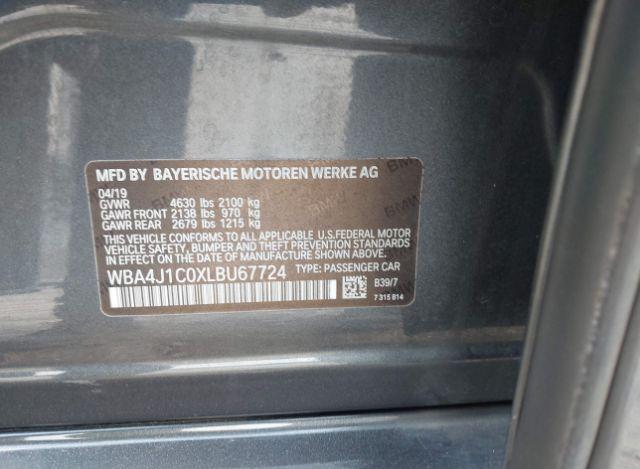 MFD BY BAYERISCHE MOTOREN WERKE AG
04/19
GVWR 4630 lbs 2100 kg
GAWR FRONT 2138 lbs 970 kg
GAWR REAR 2679 lbs 1215 kg
THIS VEHICLE CONFORMS TO ALL APPLICABLE U.S.FEDERAL MOTOR
VEHICLE SAFETY, BUMPER, AND THEFT PREVENTION STANDARDS
IN EFFECT ON THE DATE OF MANUFACTURE SHOWN ABOVE.
WBA4J1C0XLBU67724 TYPE: PASSENGER CAR
B39/7
7 315 814